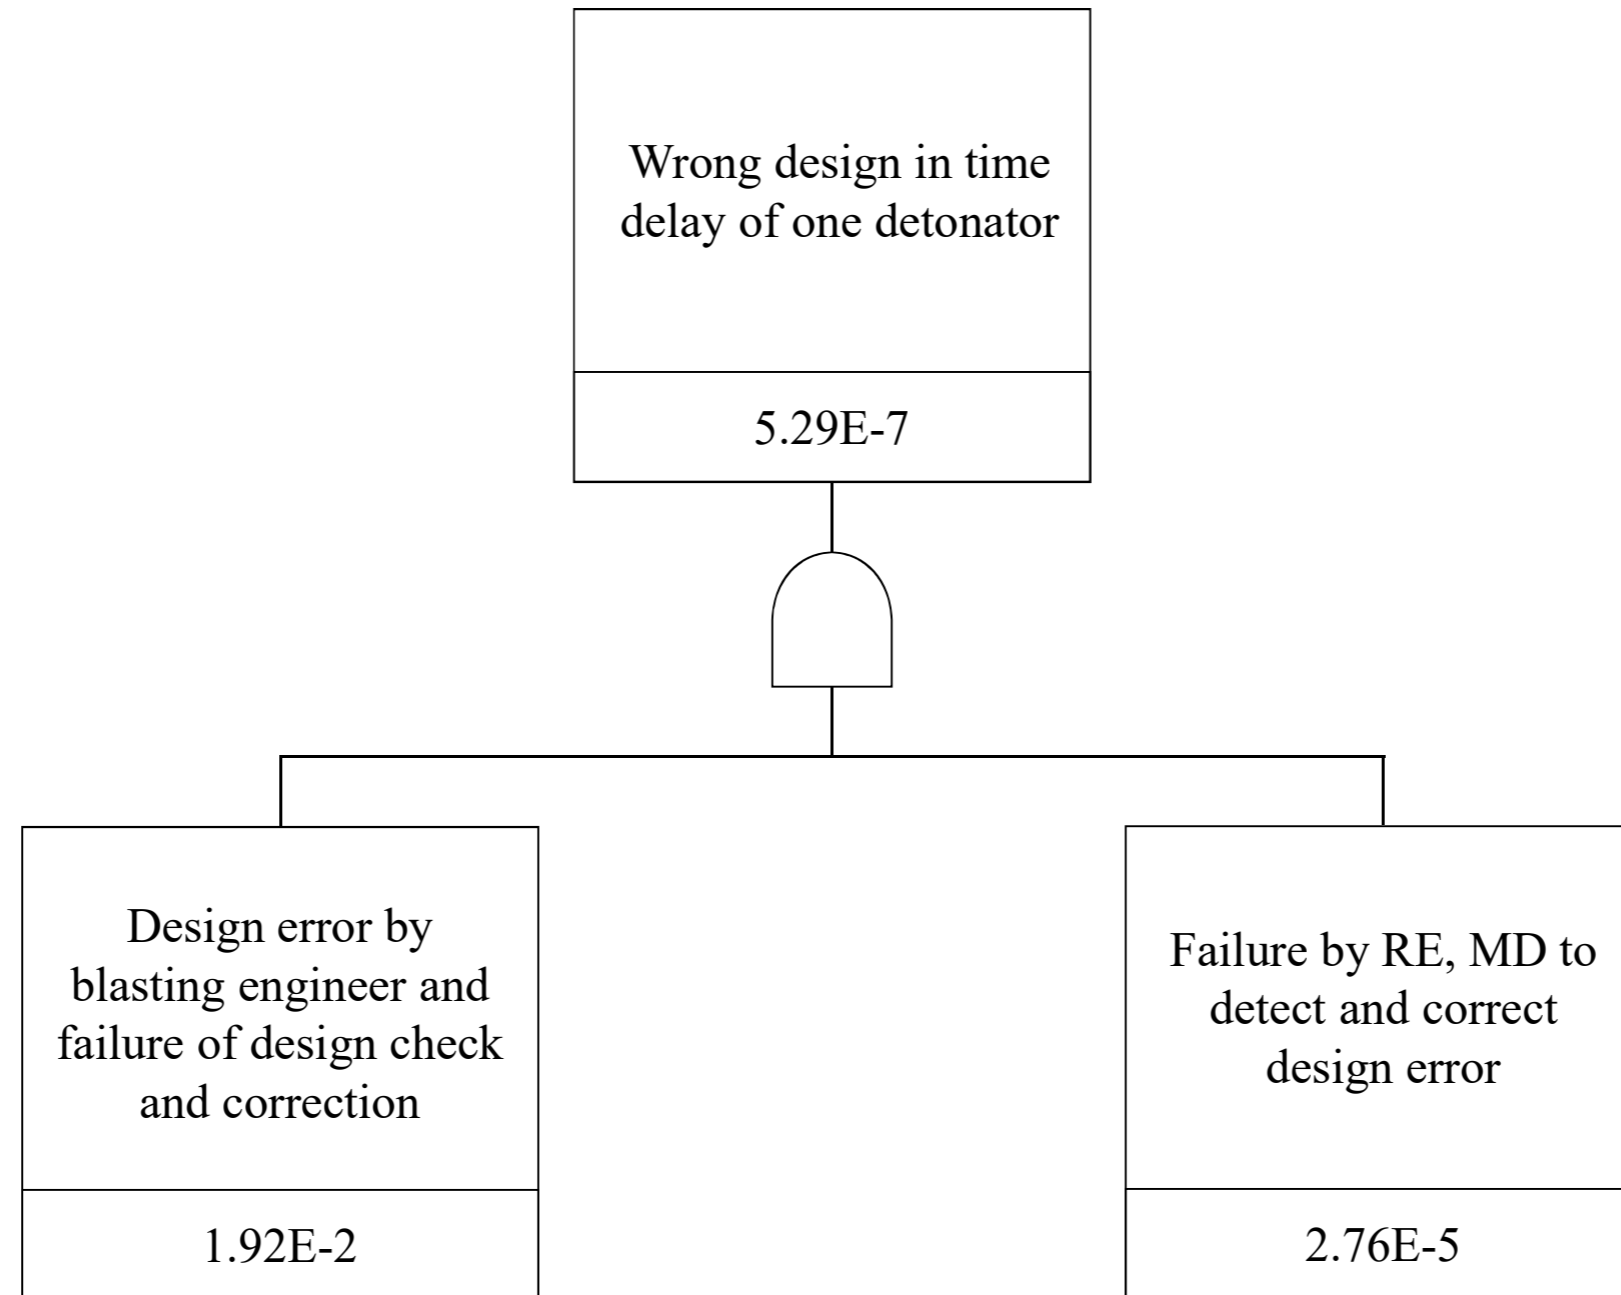 Wrong design in time
delay of one detonator
5.29E-7
Design error by
blasting engineer and
failure of design check
and correction
1.92E-2
Failure by RE, MD to
detect and correct
design error
2.76E-5